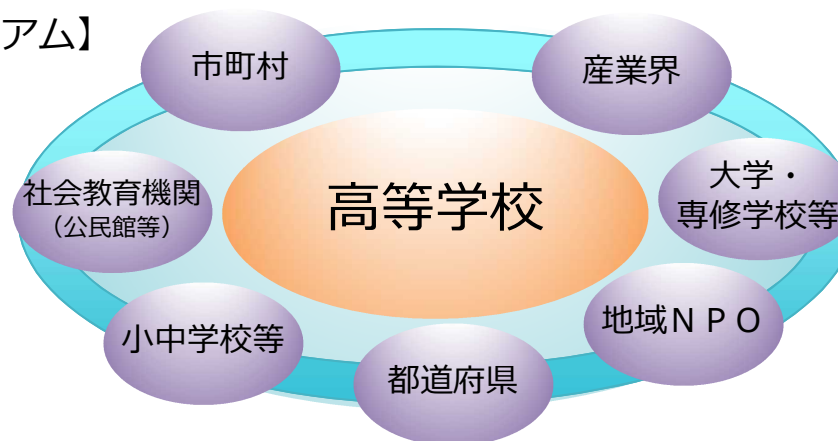 アム】
市町村
産業界
社会教育機関
（公民館等）
高等学校
大学・
専修学校等
小中学校等
地域ＮＰＯ
都道府県